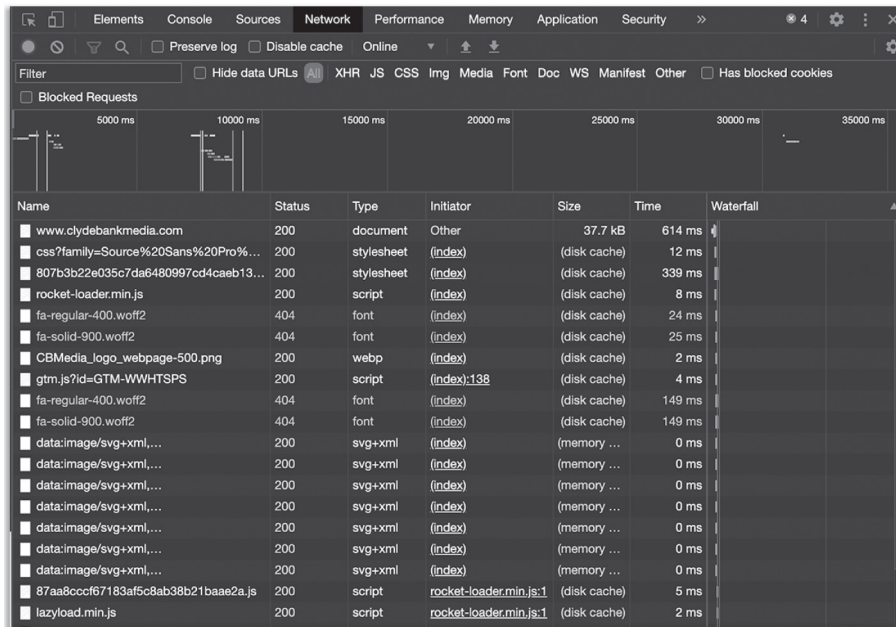 Elements Console Sources Network Performance Memory Application Security » 4
Preserve log Disable cache Online
Filter Hide data URLs All XHR JS CSS Img Media Font Doc WS Manifest Other Has blocked cookies
Blocked Requests
5000 ms 10000 ms 15000 ms 20000 ms 25000 ms 30000 ms 35000 ms
Name Status Type Initiator Size Time Waterfall
www.clydebankmedia.com 200 document Other 37.7 kB 614 ms
css?family=Source%20Sans%20Pro%... 200 stylesheet (index) (disk cache) 12 ms
807b3b22e035c7da6480997cd4caeb13... 200 stylesheet (index) (disk cache) 339 ms
rocket-loader.min.js 200 script (index) (disk cache) 8 ms
fa-regular-400.woff2 404 font (index) (disk cache) 24 ms
fa-solid-900.woff2 404 font (index) (disk cache) 25 ms
CBMedia_logo_webpage-500.png 200 webp (index) (disk cache) 2 ms
gtm.js?id=GTM-WWHTSPS 200 script (index):138 (disk cache) 4 ms
fa-regular-400.woff2 404 font (index) (disk cache) 149 ms
fa-solid-900.woff2 404 font (index) (disk cache) 149 ms
data:image/svg+xml,... 200 svg+xml (index) (memory ... 0 ms
data:image/svg+xml,... 200 svg+xml (index) (memory ... 0 ms
data:image/svg+xml,... 200 svg+xml (index) (memory ... 0 ms
data:image/svg+xml,... 200 svg+xml (index) (memory ... 0 ms
data:image/svg+xml,... 200 svg+xml (index) (memory ... 0 ms
data:image/svg+xml,... 200 svg+xml (index) (memory ... 0 ms
data:image/svg+xml,... 200 svg+xml (index) (memory ... 0 ms
87aa8cccf67183af5c8ab38b21baae2a.js 200 script rocket-loader.min.js:1 (disk cache) 5 ms
lazyload.min.js 200 script rocket-loader.min.js:1 (disk cache) 2 ms